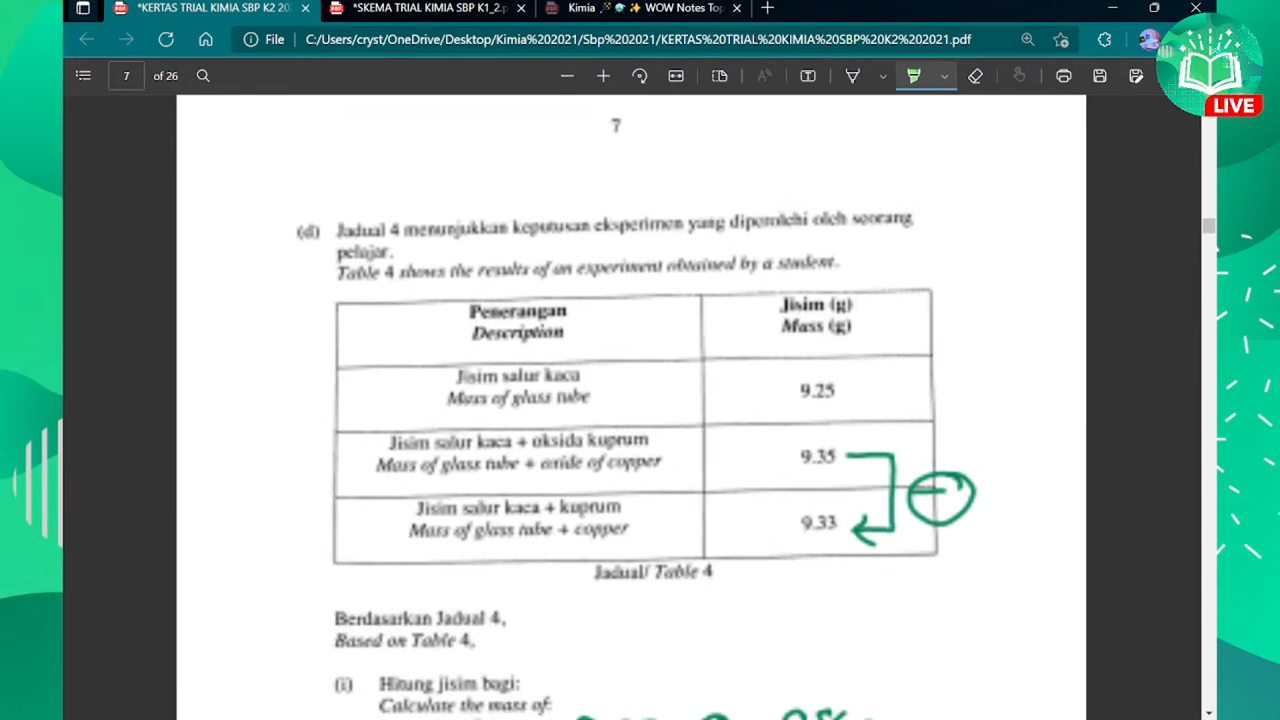 *KERTAS TRIAL KIMIA SBP K2 202
*SKEMA TRIAL KIMIA SBP K1_2.p
Kimia 🪄🎓✨ WOW Notes Top
File
C:/Users/cryst/OneDrive/Desktop/Kimia%202021/Sbp%202021/KERTAS%20TRIAL%20KIMIA%20SBP%20K2%202021.pdf
7 of 26
LIVE
7
(d) Jadual 4 menunjukkan keputusan eksperimen yang diperolehi oleh seorang
pelajar.
Table 4 shows the results of an experiment obtained by a student.
Penerangan
Description
Jisim (g)
Mass (g)
Jisim salur kaca
Mass of glass tube
9.25
Jisim salur kaca + oksida kuprum
Mass of glass tube + oxide of copper
9.35
Jisim salur kaca + kuprum
Mass of glass tube + copper
9.33
Jadual/ Table 4
Berdasarkan Jadual 4,
Based on Table 4,
(i) Hitung jisim bagi:
Calculate the mass of: